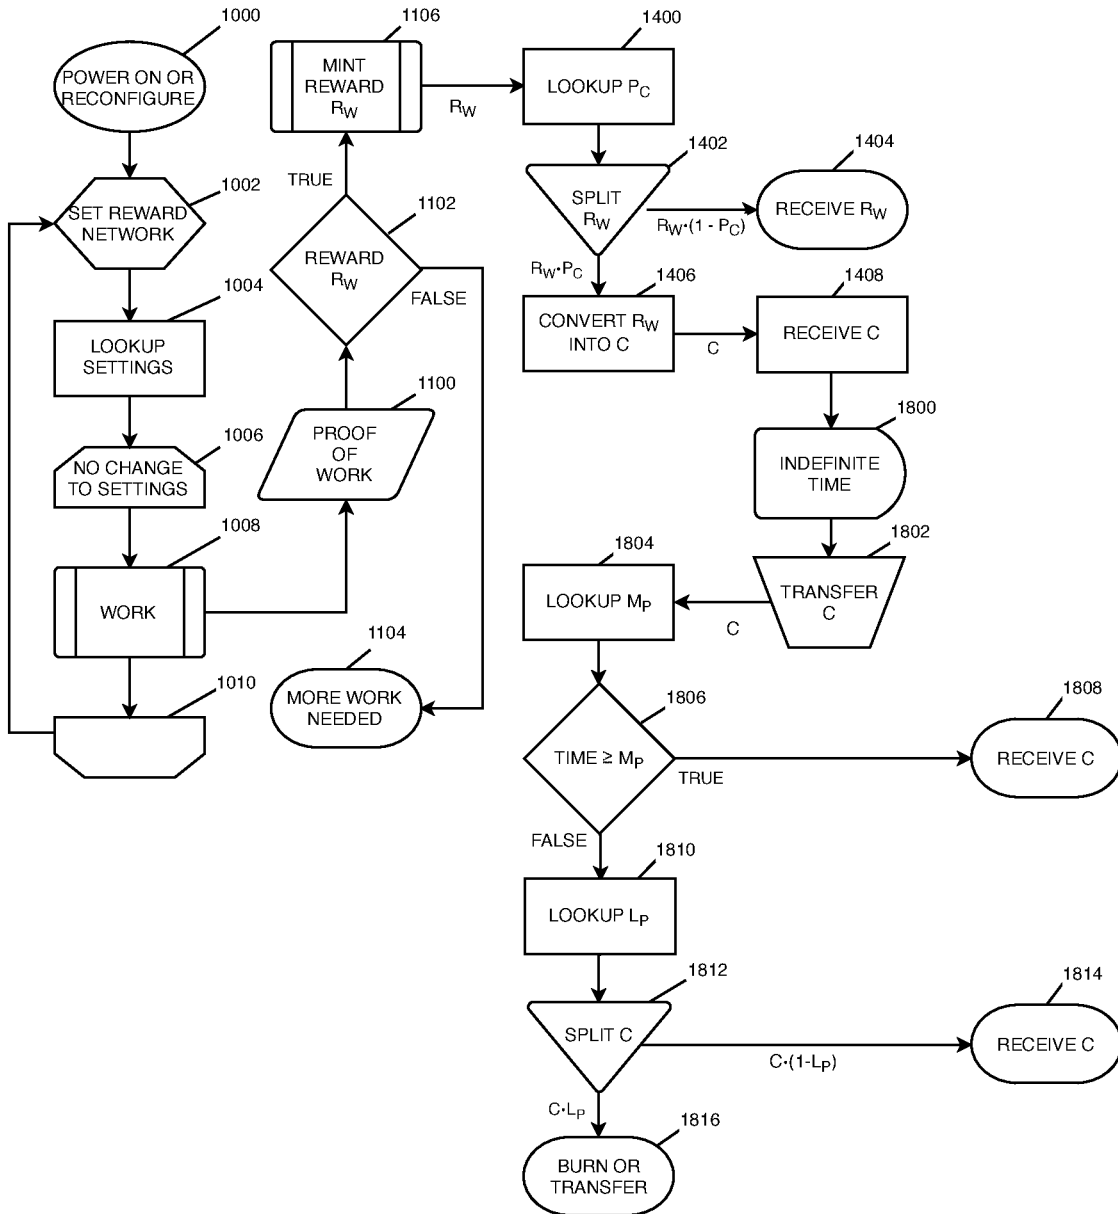 1000
POWER ON OR
RECONFIGURE
1002
SET REWARD
NETWORK
1004
LOOKUP
SETTINGS
1006
NO CHANGE
TO SETTINGS
1008
WORK
1010
1106
MINT
REWARD
R_W
R_W
TRUE
1102
REWARD
R_W
FALSE
1100
PROOF
OF
WORK
1104
MORE WORK
NEEDED
1400
LOOKUP P_C
1402
SPLIT
R_W
R_W·(1 - P_C)
1404
RECEIVE R_W
R_W·P_C
1406
CONVERT R_W
INTO C
C
1408
RECEIVE C
1800
INDEFINITE
TIME
1802
TRANSFER
C
C
1804
LOOKUP M_P
1806
TIME ≥ M_P
TRUE
1808
RECEIVE C
FALSE
1810
LOOKUP L_P
1812
SPLIT C
C·(1-L_P)
1814
RECEIVE C
C·L_P
1816
BURN OR
TRANSFER